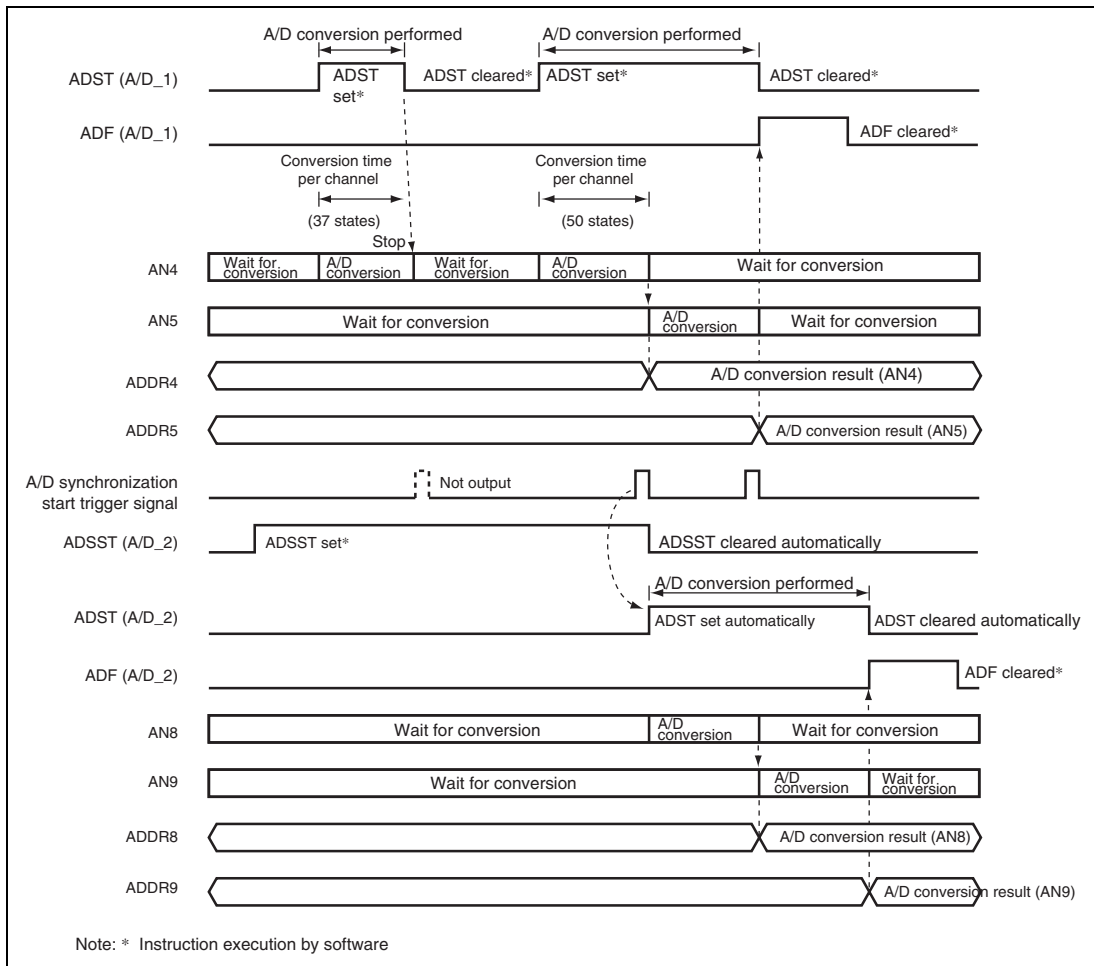 A/D conversion performed
A/D conversion performed
ADST (A/D_1)
ADST set*
ADST cleared*
ADST set*
ADST cleared*
ADF (A/D_1)
ADF cleared*
Conversion time per channel
Conversion time per channel
(37 states)
(50 states)
Stop
AN4
Wait for conversion
A/D conversion
Wait for conversion
A/D conversion
Wait for conversion
AN5
Wait for conversion
A/D conversion
Wait for conversion
ADDR4
A/D conversion result (AN4)
ADDR5
A/D conversion result (AN5)
A/D synchronization start trigger signal
Not output
ADSST (A/D_2)
ADSST set*
ADSST cleared automatically
A/D conversion performed
ADST (A/D_2)
ADST set automatically
ADST cleared automatically
ADF (A/D_2)
ADF cleared*
AN8
Wait for conversion
A/D conversion
Wait for conversion
AN9
Wait for conversion
A/D conversion
Wait for conversion
ADDR8
A/D conversion result (AN8)
ADDR9
A/D conversion result (AN9)
Note: * Instruction execution by software